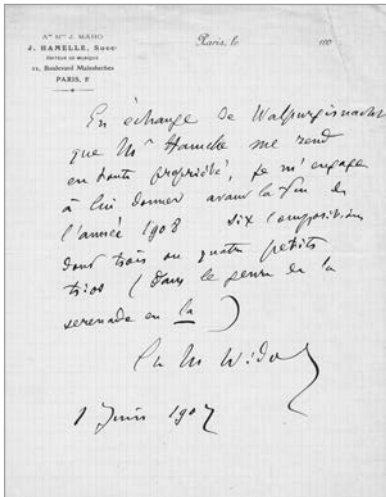 Aⁿᵉ Mᵒⁿ J. MAHO
J. HAMELLE, Succʳ
ÉDITEUR DE MUSIQUE
22, Boulevard Malesherbes
PARIS, 8ᵉ
Paris, le 190
En échange de Walpurgisnacht
que Mʳ Hamelle me rend
en toute propriété, je m'engage
à lui donner avant la fin de
l'année 1908 six compositions
dont trois ou quatre petits
trios (dans le genre de la
serenade en la)
Ch M Widor
1 Juin 1907